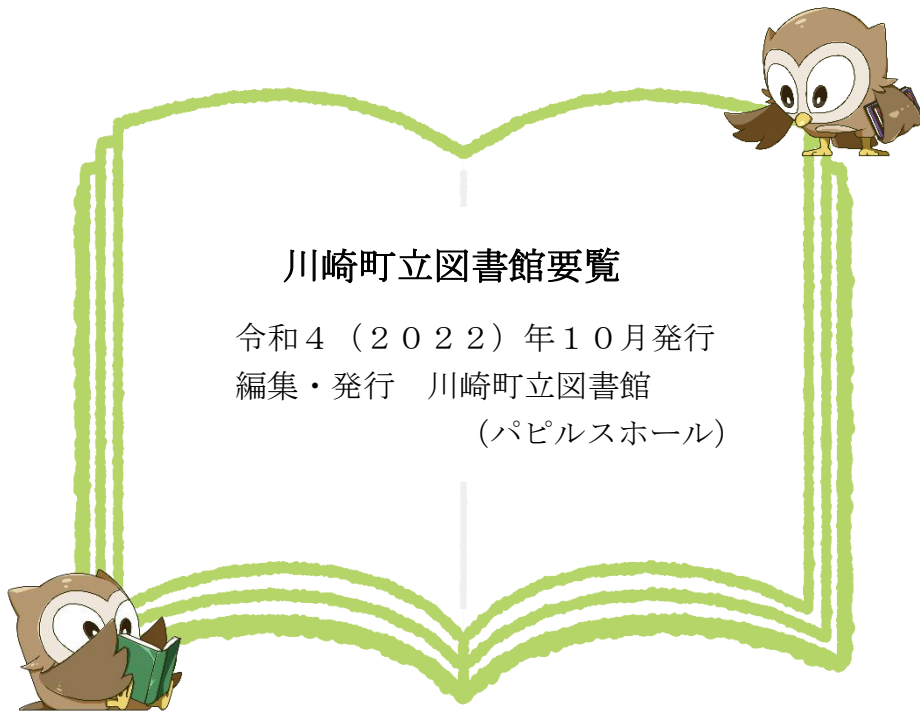 川崎町立図書館要覧
令和４（２０２２）年１０月発行
編集・発行　川崎町立図書館
（パピルスホール）